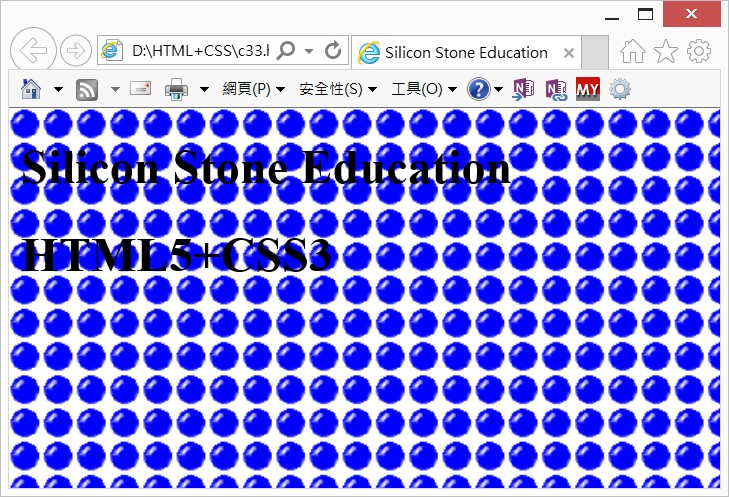 D:\HTML+CSS\c33.h
Silicon Stone Education
網頁(P) 安全性(S) 工具(O) ? N N MY
Silicon Stone Education
HTML5+CSS3